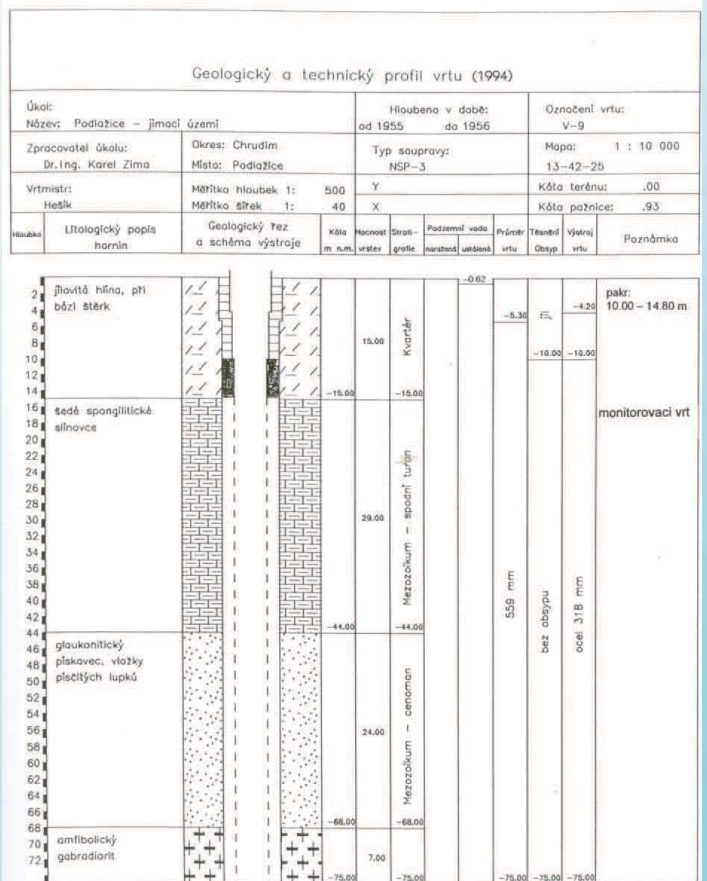 Geologický a technický profil vrtu (1994)
Úkol:
Název: Podlažice – jímací území
Hloubeno v době:
od 1955 do 1956
Označení vrtu:
V-9
Zpracovatel úkolu:
Dr.Ing. Karel Zima
Okres: Chrudim
Místo: Podlažice
Typ soupravy:
NSP-3
Mapa: 1 : 10 000
13-42-25
Vrtmistr:
Hešík
Měřítko hloubek 1: 500
Měřítko šířek 1: 40
Y
X
Kóta terénu: .00
Kóta pažnice: .93
Hloubka
Litologický popis
hornin
Geologický řez
a schéma výstroje
Kóta
m n.m.
Mocnost
vrstev
Strati-
grafie
Podzemní voda
naražená ustálená
Průměr
vrtu
Těsnění
Obsyp
Výstroj
vrtu
Poznámka
2
4
6
8
10
12
14
16
18
20
22
24
26
28
30
32
34
36
38
40
42
44
46
48
50
52
54
56
58
60
62
64
66
68
70
72
jílovitá hlína, při
bázi štěrk
šedé spongilitické
slínovce
glaukonitický
pískovec, vložky
písčitých lupků
amfibolický
gabrodiorit
-15.00
-44.00
-68.00
-75.00
15.00
29.00
24.00
7.00
Kvartér
-15.00
Mezozoikum – spodní turon
-44.00
Mezozoikum – cenoman
-68.00
-75.00
-0.62
-5.30
559 mm
-75.00
-10.00
bez obsypu
-75.00
-4.20
-10.00
ocel 318 mm
-75.00
pakr:
10.00 – 14.80 m
monitorovaci vrt